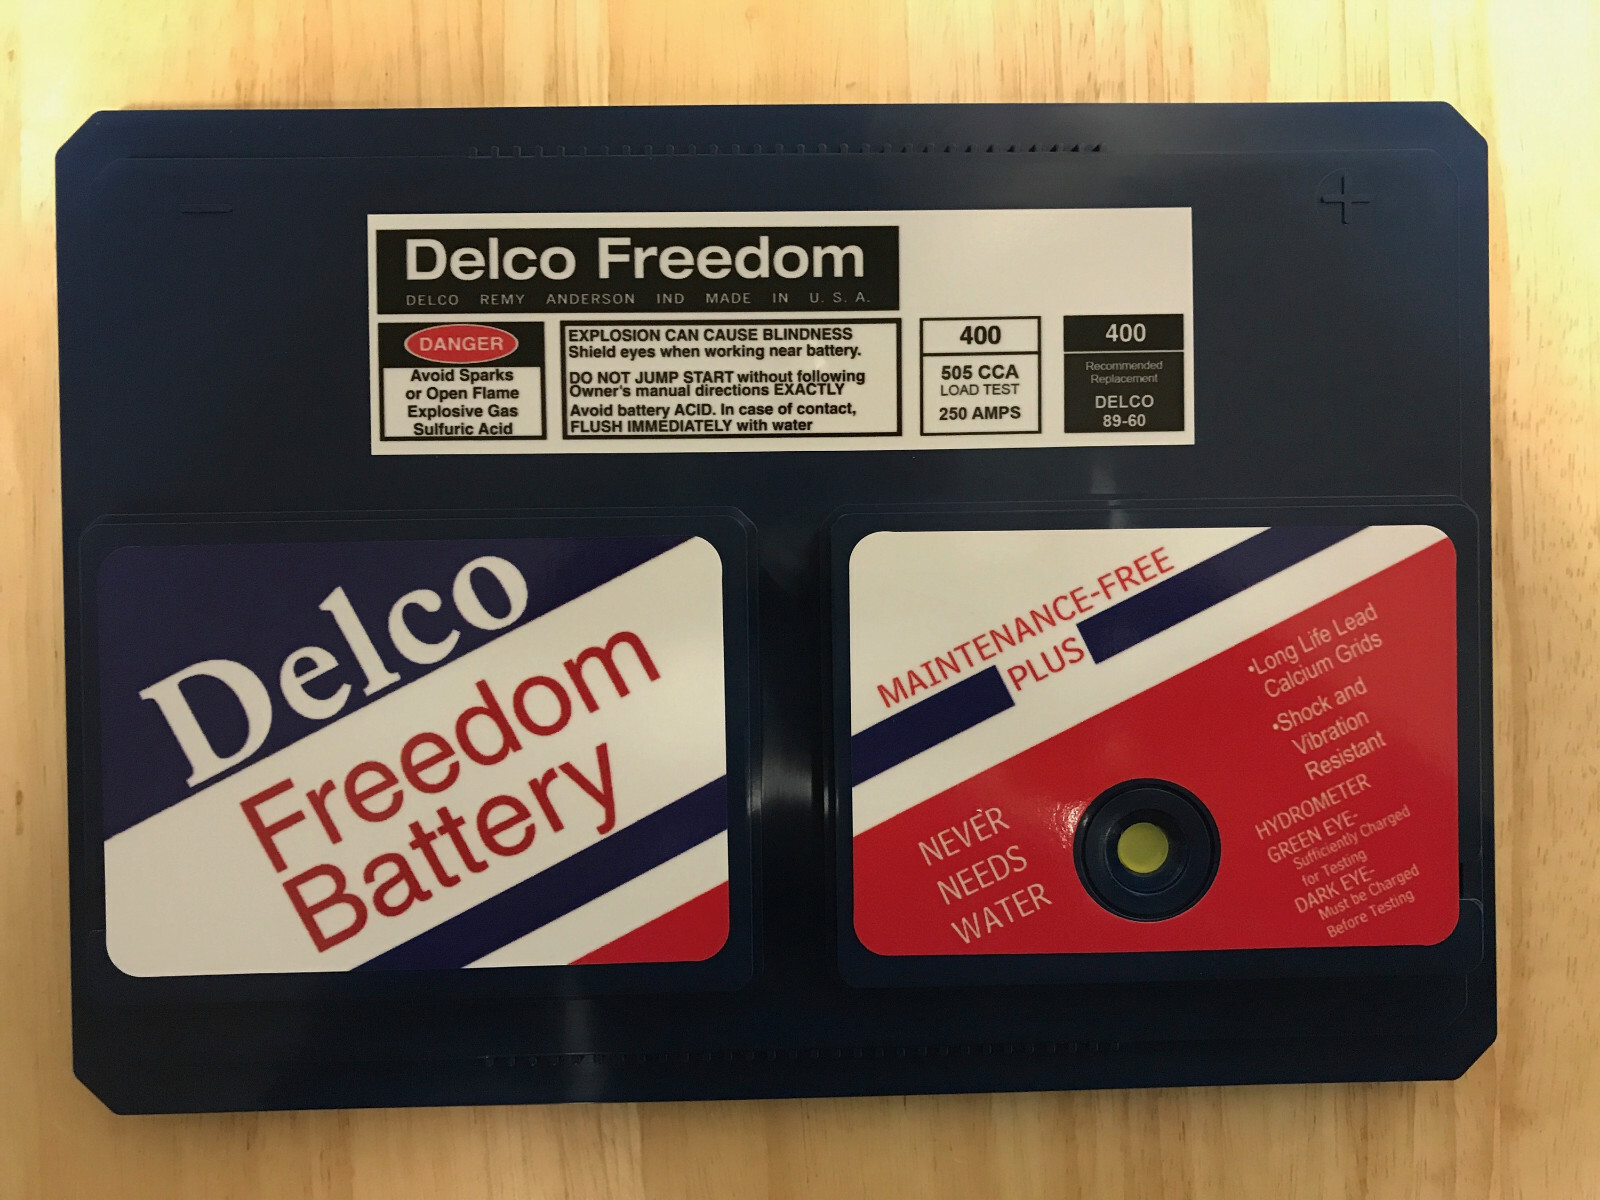 Delco Freedom
DELCO REMY ANDERSON IND MADE IN U. S. A.
DANGER
Avoid Sparks
or Open Flame
Explosive Gas
Sulfuric Acid
EXPLOSION CAN CAUSE BLINDNESS
Shield eyes when working near battery.
DO NOT JUMP START without following
Owner's manual directions EXACTLY
Avoid battery ACID. In case of contact,
FLUSH IMMEDIATELY with water
400
505 CCA
LOAD TEST
250 AMPS
400
Recommended
Replacement
DELCO
89-60
Delco
Freedom
Battery
MAINTENANCE-FREE
PLUS
NEVER
NEEDS
WATER
•Long Life Lead
Calcium Grids
•Shock and
Vibration
Resistant
HYDROMETER
GREEN EYE-
Sufficiently Charged
for Testing
DARK EYE-
Must be Charged
Before Testing